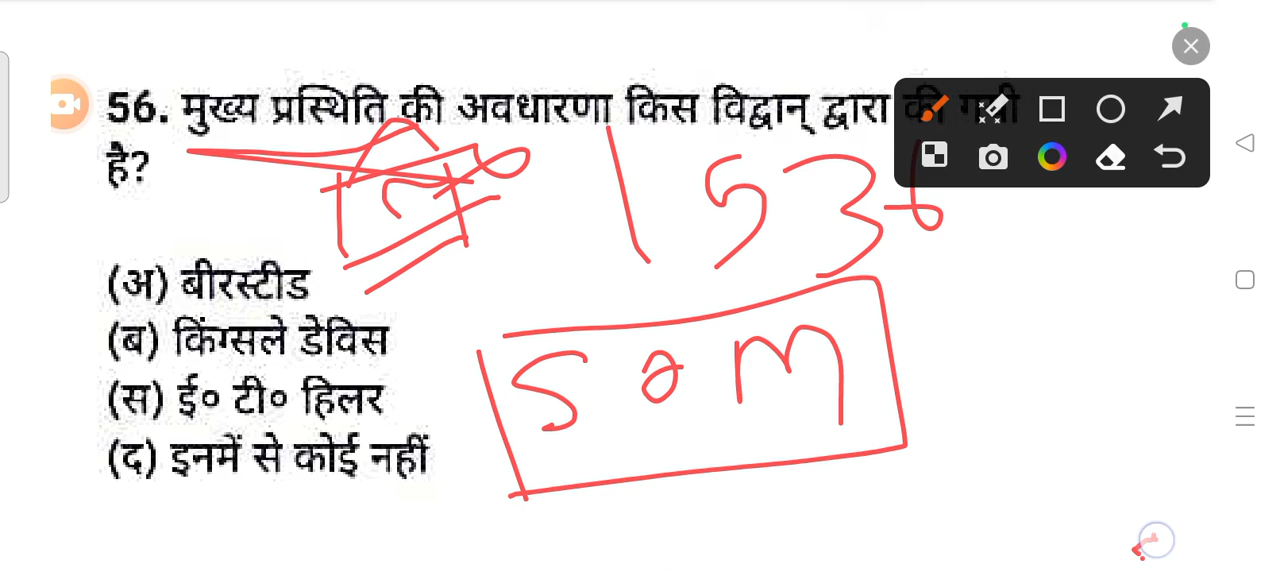 56. मुख्य प्रस्थिति की अवधारणा किस विद्वान् द्वारा की गयी
है?
1536
(अ) बीरस्टीड
(ब) किंग्सले डेविस
(स) ई० टी० हिलर
(द) इनमें से कोई नहीं